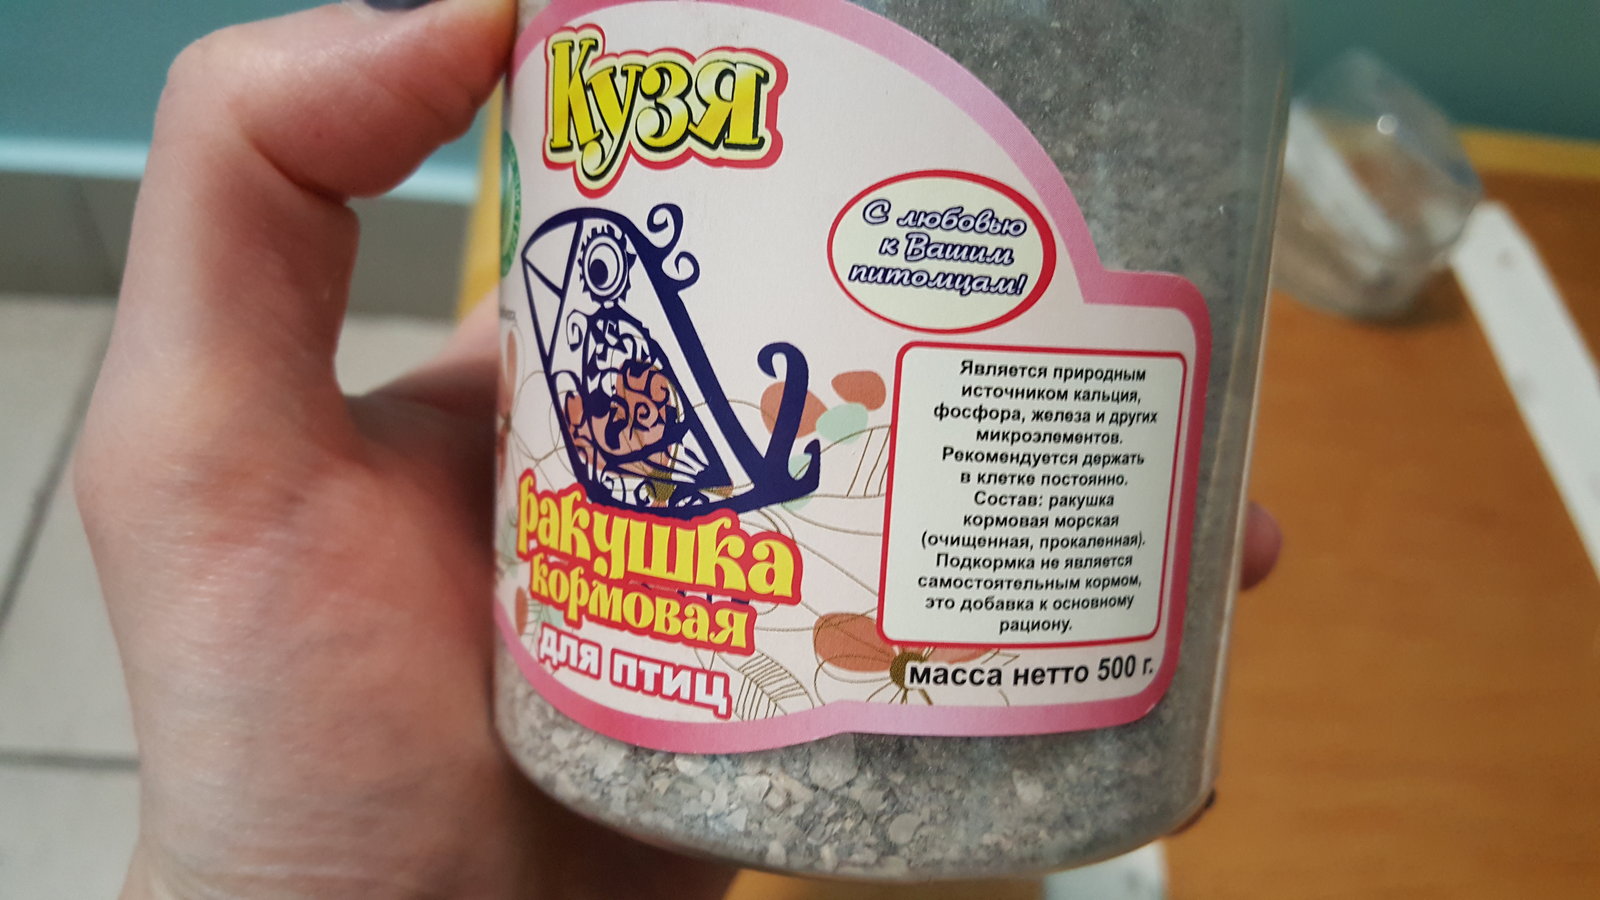 Кузя
С любовью
к Вашим
питомцам!
ракушка
кормовая
для птиц
Является природным
источником кальция,
фосфора, железа и других
микроэлементов.
Рекомендуется держать
в клетке постоянно.
Состав: ракушка
кормовая морская
(очищенная, прокаленная).
Подкормка не является
самостоятельным кормом,
это добавка к основному
рациону.
масса нетто 500 г.